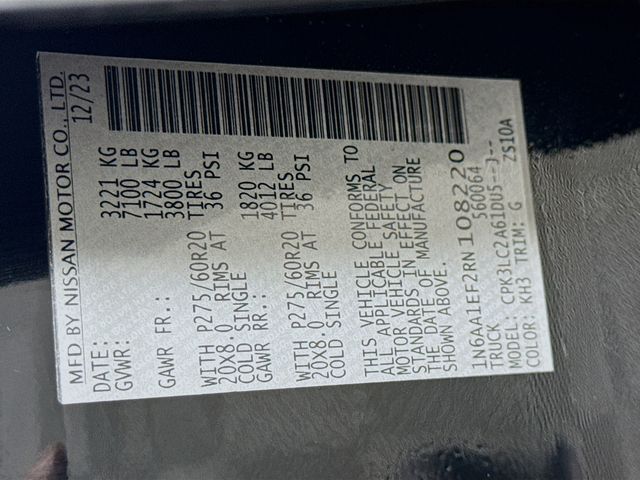 MFD BY NISSAN MOTOR CO., LTD.
DATE: 12/23
GVWR: 3221 KG
7100 LB
GAWR FR.: 1724 KG
3800 LB
WITH P275/60R20 TIRES
20X8.0 RIMS AT 36 PSI
COLD SINGLE
GAWR RR.: 1820 KG
4012 LB
WITH P275/60R20 TIRES
20X8.0 RIMS AT 36 PSI
COLD SINGLE
THIS VEHICLE CONFORMS TO
ALL APPLICABLE FEDERAL
MOTOR VEHICLE SAFETY
STANDARDS IN EFFECT ON
THE DATE OF MANUFACTURE
SHOWN ABOVE.
1N6AA1EF2RN108220
TRUCK 560064
MODEL: CPK3LC2A61DU5--J--
COLOR: KH3 TRIM: G ZS10A